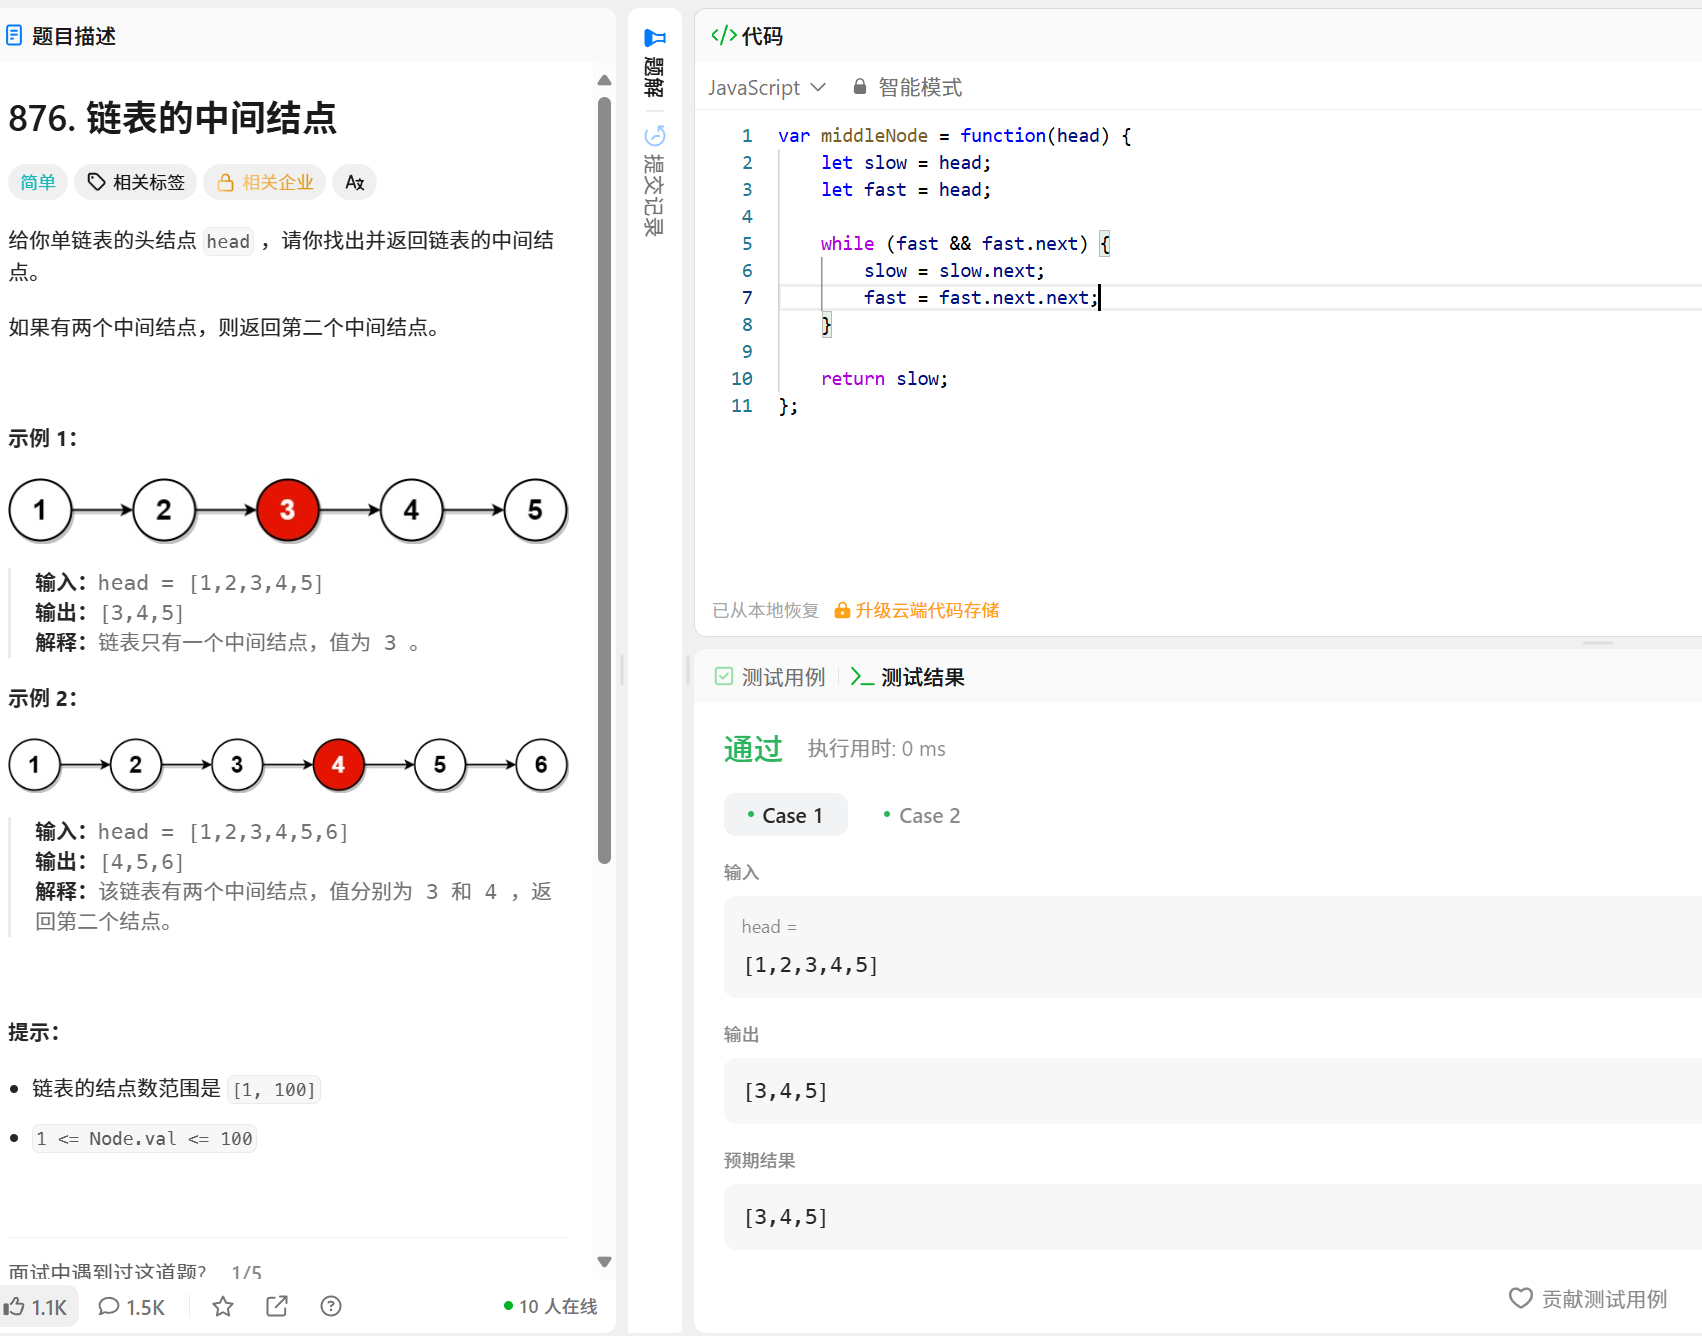 题目描述
876. 链表的中间结点
简单 相关标签 相关企业 Az
给你单链表的头结点 head ，请你找出并返回链表的中间结
点。
如果有两个中间结点，则返回第二个中间结点。
示例 1：
1 2 3 4 5
输入：head = [1,2,3,4,5]
输出：[3,4,5]
解释：链表只有一个中间结点，值为 3 。
示例 2：
1 2 3 4 5 6
输入：head = [1,2,3,4,5,6]
输出：[4,5,6]
解释：该链表有两个中间结点，值分别为 3 和 4 ，返
回第二个结点。
提示：
链表的结点数范围是 [1, 100]
1 <= Node.val <= 100
面试中遇到过这道题? 1/5
1.1K 1.5K 10 人在线
题解
提交记录
</> 代码
JavaScript 智能模式
1 var middleNode = function(head) {
2 let slow = head;
3 let fast = head;
4
5 while (fast && fast.next) {
6 slow = slow.next;
7 fast = fast.next.next;
8 }
9
10 return slow;
11 };
已从本地恢复 升级云端代码存储
测试用例 测试结果
通过 执行用时: 0 ms
Case 1 Case 2
输入
head =
[1,2,3,4,5]
输出
[3,4,5]
预期结果
[3,4,5]
贡献测试用例